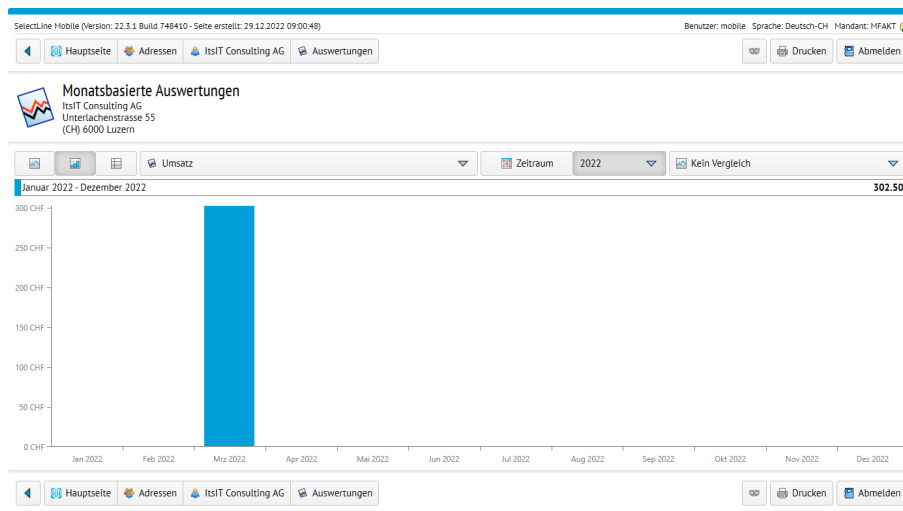 SelectLine Mobile (Version: 22.3.1 Build 748410 - Seite erstellt: 29.12.2022 09:00:48) Benutzer: mobile Sprache: Deutsch-CH Mandant: MFAKT
Hauptseite Adressen ItsIT Consulting AG Auswertungen Drucken Abmelden
Monatsbasierte Auswertungen
ItsIT Consulting AG
Unterlachenstrasse 55
(CH) 6000 Luzern
Umsatz Zeitraum 2022 Kein Vergleich
Januar 2022 - Dezember 2022 302.50
300 CHF
250 CHF
200 CHF
150 CHF
100 CHF
50 CHF
0 CHF
Jan 2022 Feb 2022 Mrz 2022 Apr 2022 Mai 2022 Jun 2022 Jul 2022 Aug 2022 Sep 2022 Okt 2022 Nov 2022 Dez 2022
Hauptseite Adressen ItsIT Consulting AG Auswertungen Drucken Abmelden